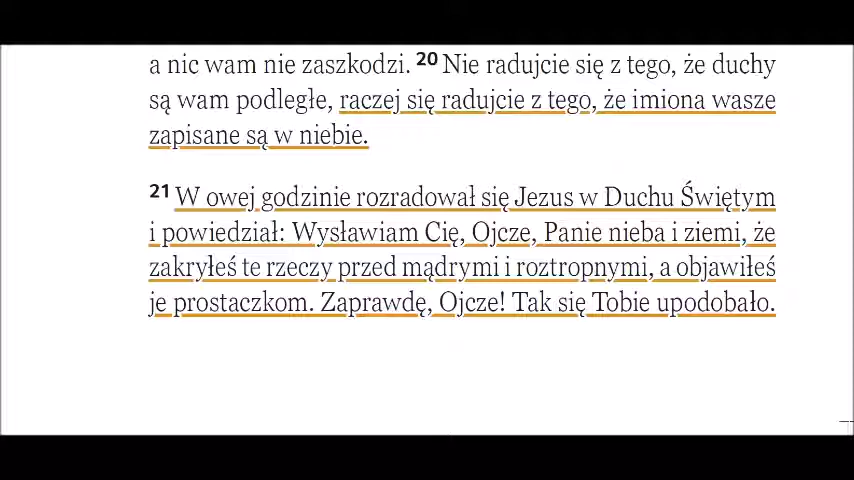 a nic wam nie zaszkodzi. 20 Nie radujcie się z tego, że duchy
są wam podległe, raczej się radujcie z tego, że imiona wasze
zapisane są w niebie.
21 W owej godzinie rozradował się Jezus w Duchu Świętym
i powiedział: Wysławiam Cię, Ojcze, Panie nieba i ziemi, że
zakryłeś te rzeczy przed mądrymi i roztropnymi, a objawiłeś
je prostaczkom. Zaprawdę, Ojcze! Tak się Tobie upodobało.